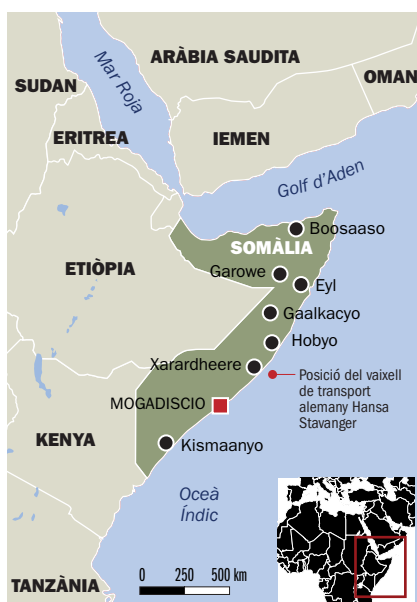 ARÀBIA SAUDITA
OMAN
SUDAN
Mar Roja
ERITREA
IEMEN
Golf d'Aden
Boosaaso
SOMÀLIA
ETIÒPIA
Garowe
Eyl
Gaalkacyo
Hobyo
Xarardheere
Posició del vaixell
de transport
alemany Hansa
Stavanger
MOGADISCIO
KENYA
Kismaanyo
Oceà
Índic
TANZÀNIA
0 250 500 km